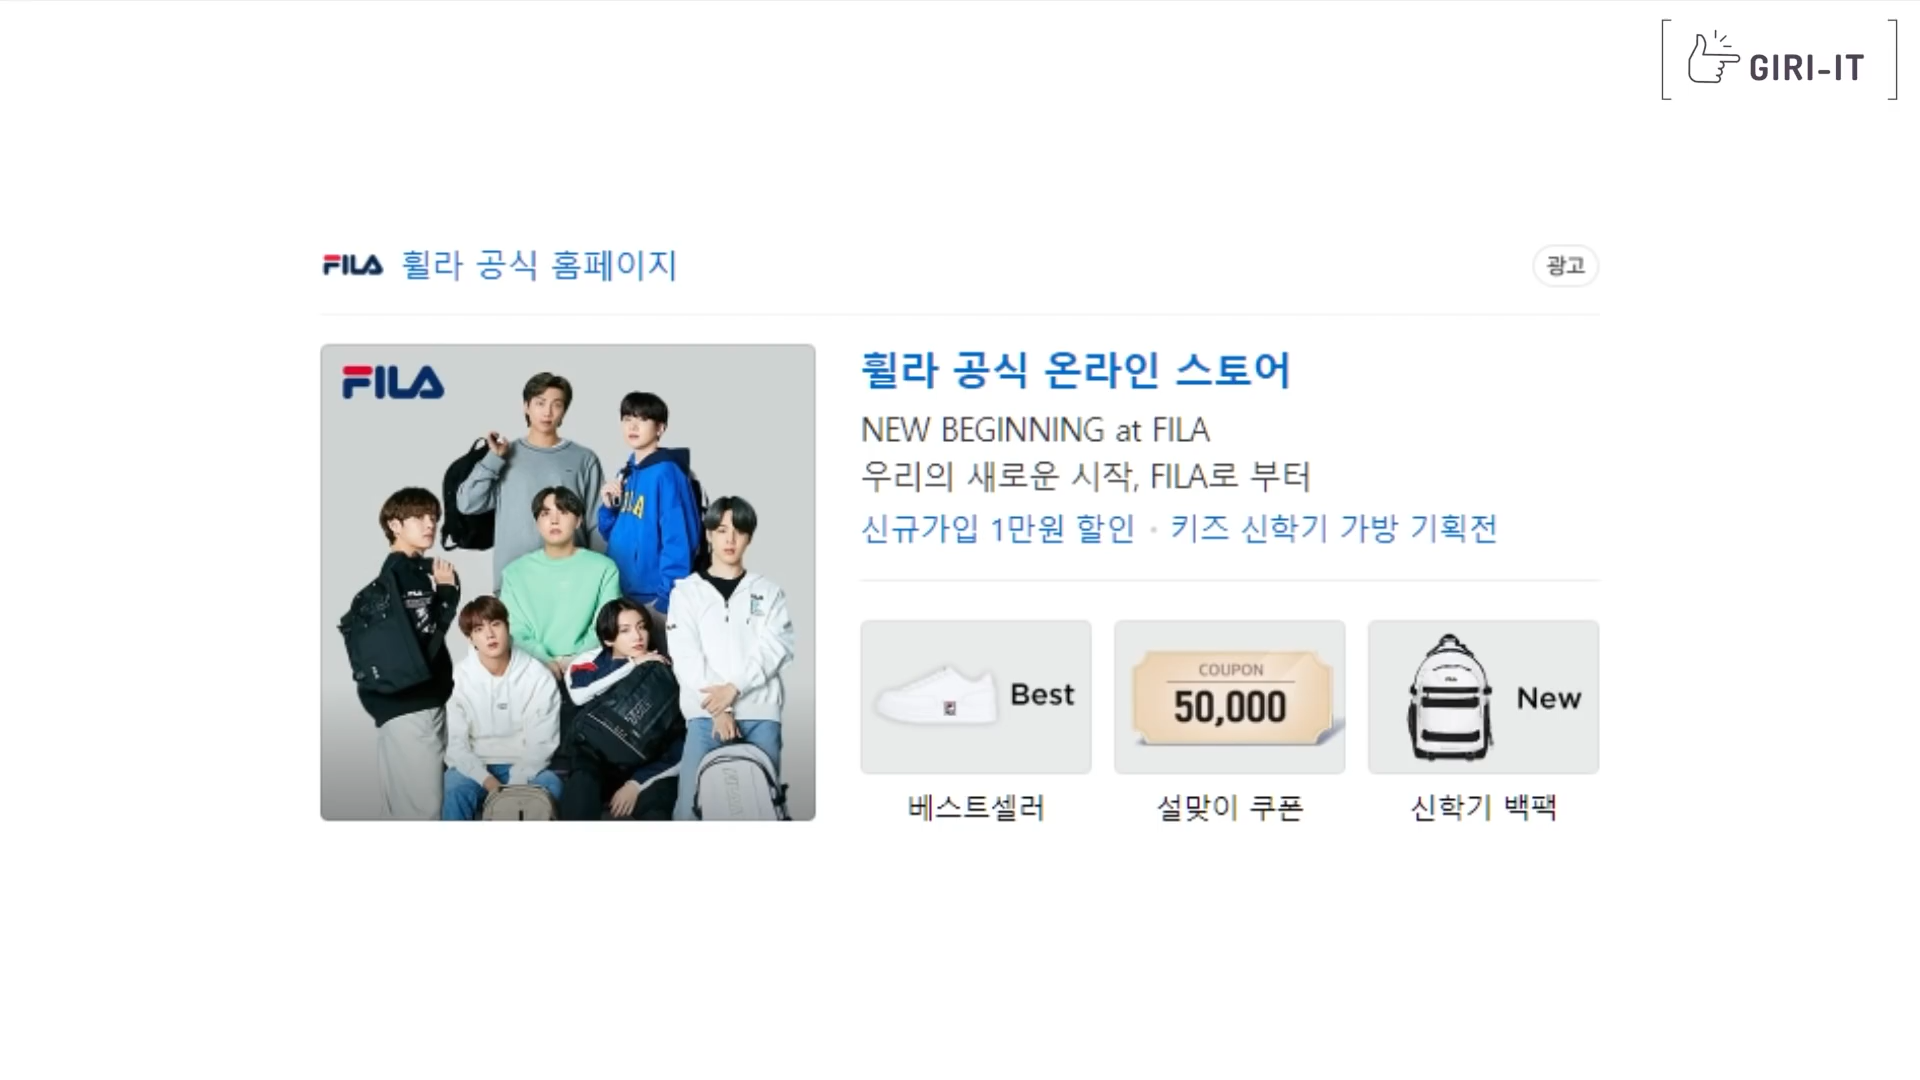 GIRI-IT
FILA 휠라 공식 홈페이지
광고
FILA
휠라 공식 온라인 스토어
NEW BEGINNING at FILA
우리의 새로운 시작, FILA로 부터
신규가입 1만원 할인 · 키즈 신학기 가방 기획전
Best
COUPON
50,000
New
베스트셀러
설맞이 쿠폰
신학기 백팩